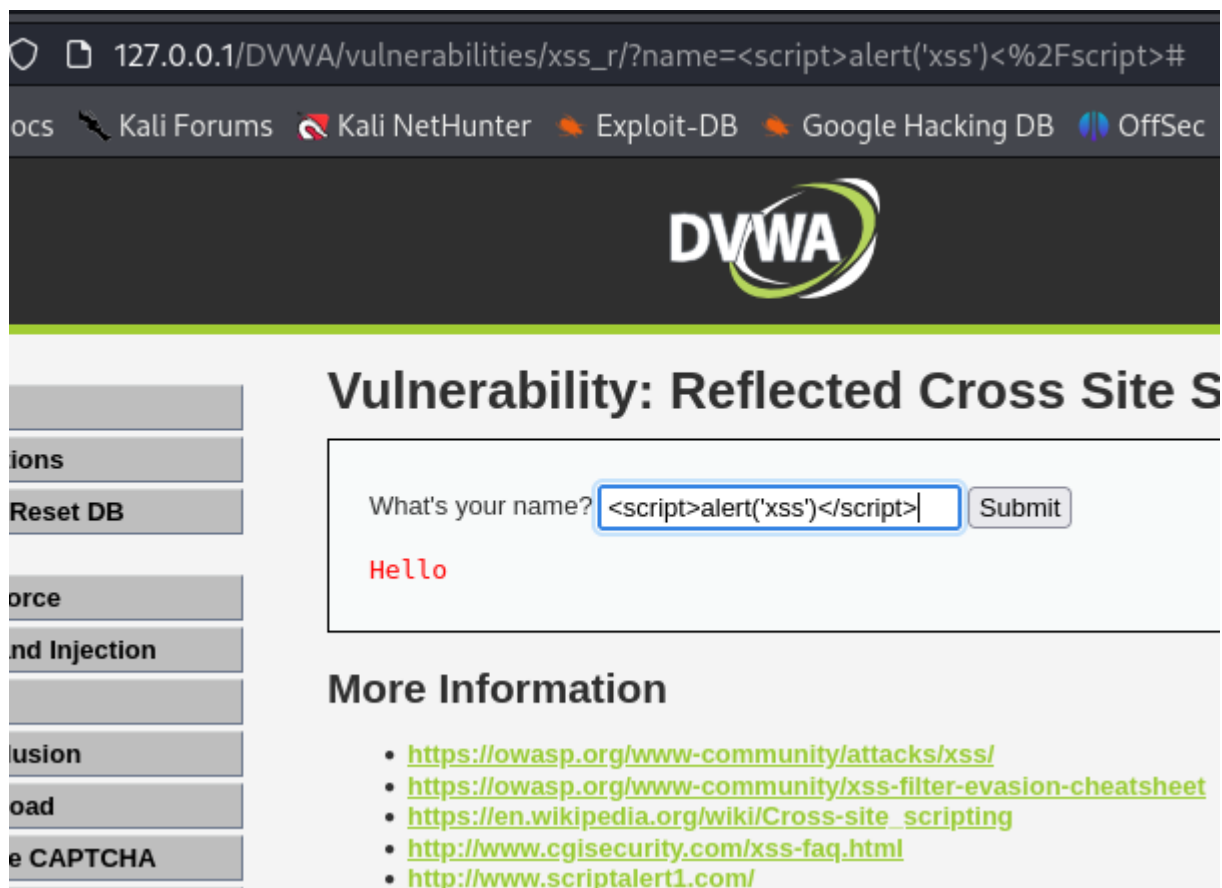 127.0.0.1/DVWA/vulnerabilities/xss_r/?name=<script>alert('xss')<%2Fscript>#
ocs Kali Forums Kali NetHunter Exploit-DB Google Hacking DB OffSec
DVWA
Vulnerability: Reflected Cross Site S
tions
Reset DB
What's your name? <script>alert('xss')</script> Submit
Hello
orce
nd Injection
lusion
oad
e CAPTCHA
More Information
https://owasp.org/www-community/attacks/xss/
https://owasp.org/www-community/xss-filter-evasion-cheatsheet
https://en.wikipedia.org/wiki/Cross-site_scripting
http://www.cgisecurity.com/xss-faq.html
http://www.scriptalert1.com/